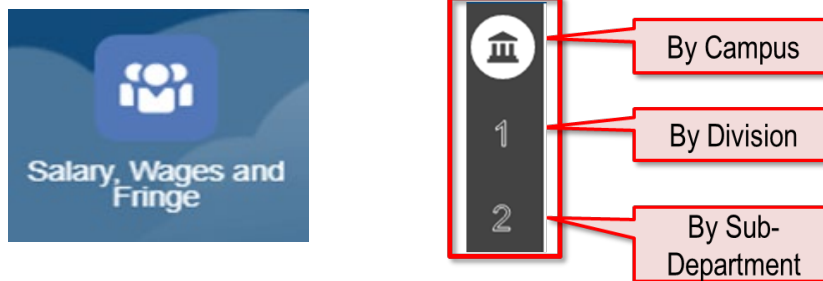 Salary, Wages and
Fringe
By Campus
1
By Division
2
By Sub-
Department